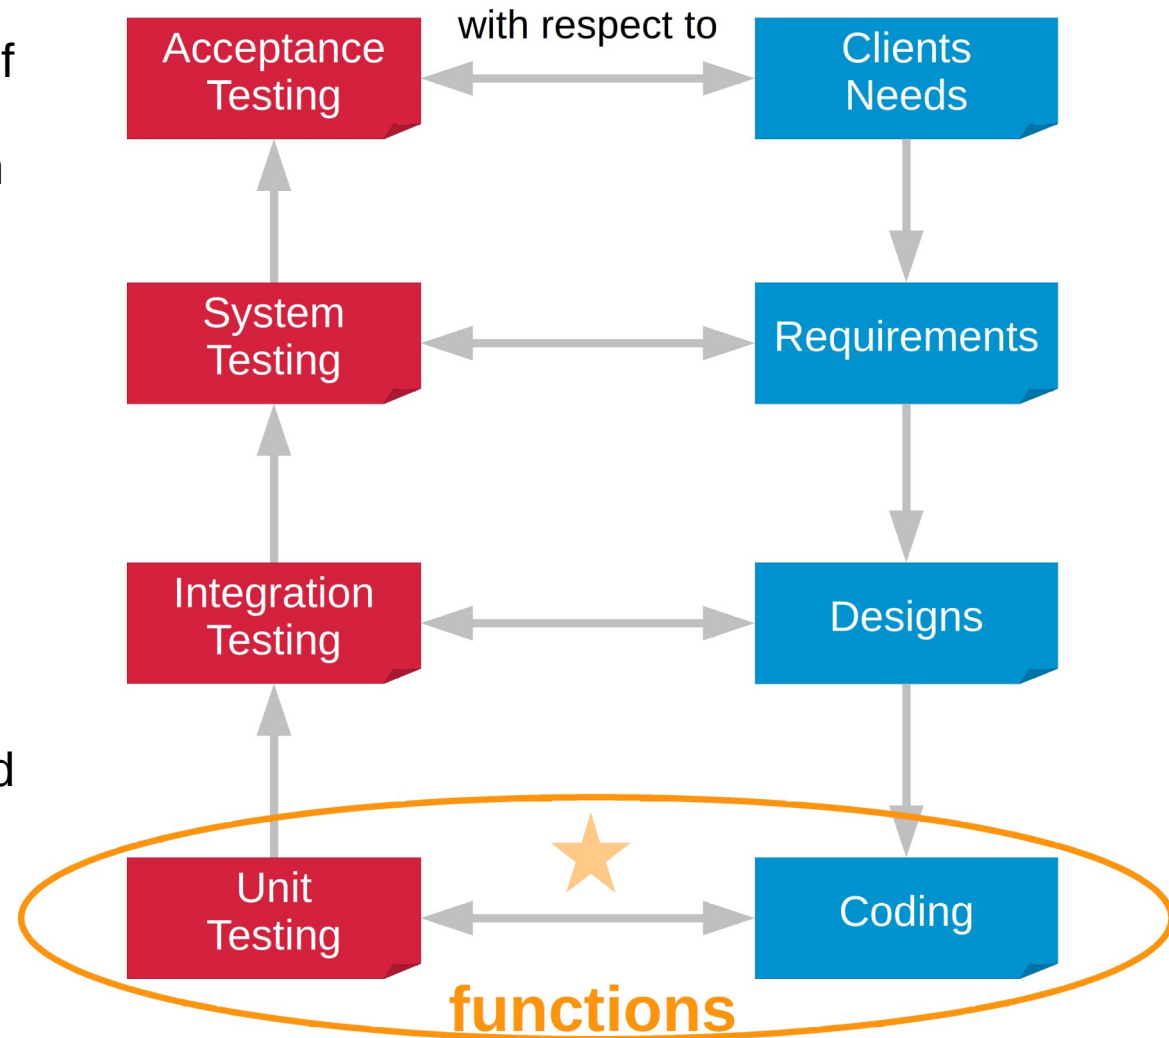 with respect to
Acceptance
Testing
Clients
Needs
System
Testing
Requirements
Integration
Testing
Designs
Unit
Testing
Coding
functions